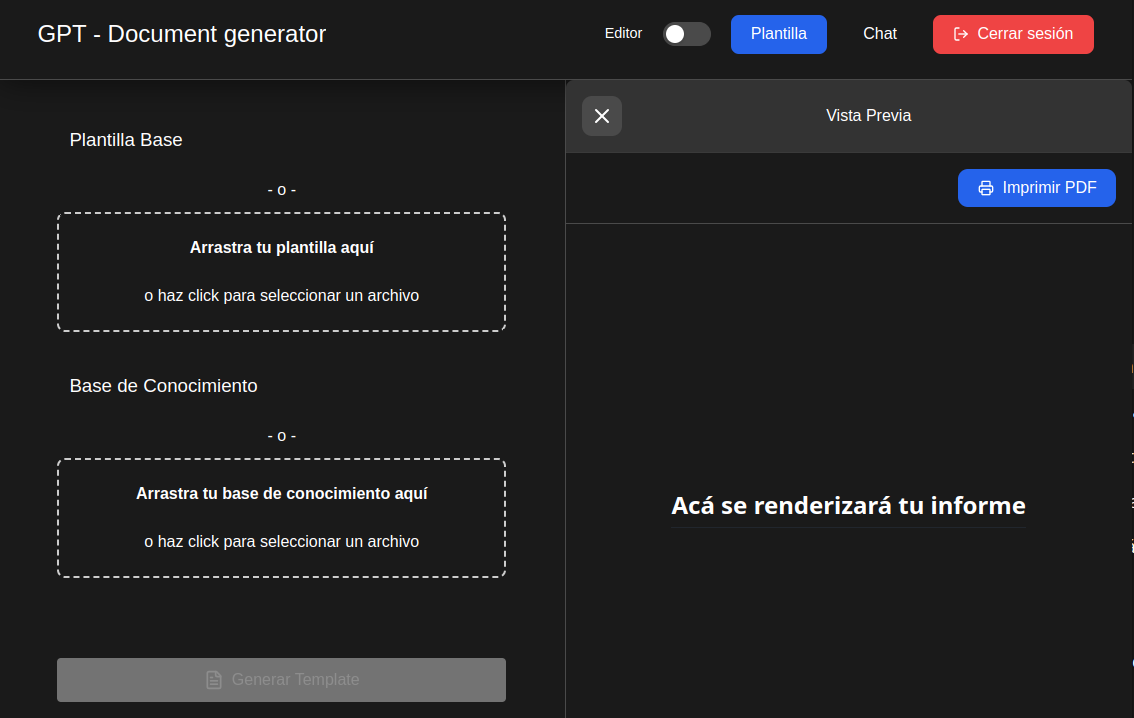 GPT - Document generator
Editor
Plantilla
Chat
Cerrar sesión
Plantilla Base
- o -
Arrastra tu plantilla aquí
o haz click para seleccionar un archivo
Base de Conocimiento
- o -
Arrastra tu base de conocimiento aquí
o haz click para seleccionar un archivo
Generar Template
Vista Previa
Imprimir PDF
Acá se renderizará tu informe